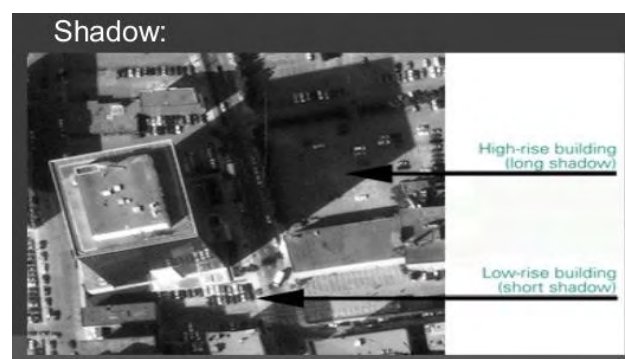 Shadow:
High-rise building
(long shadow)
Low-rise building
(short shadow)